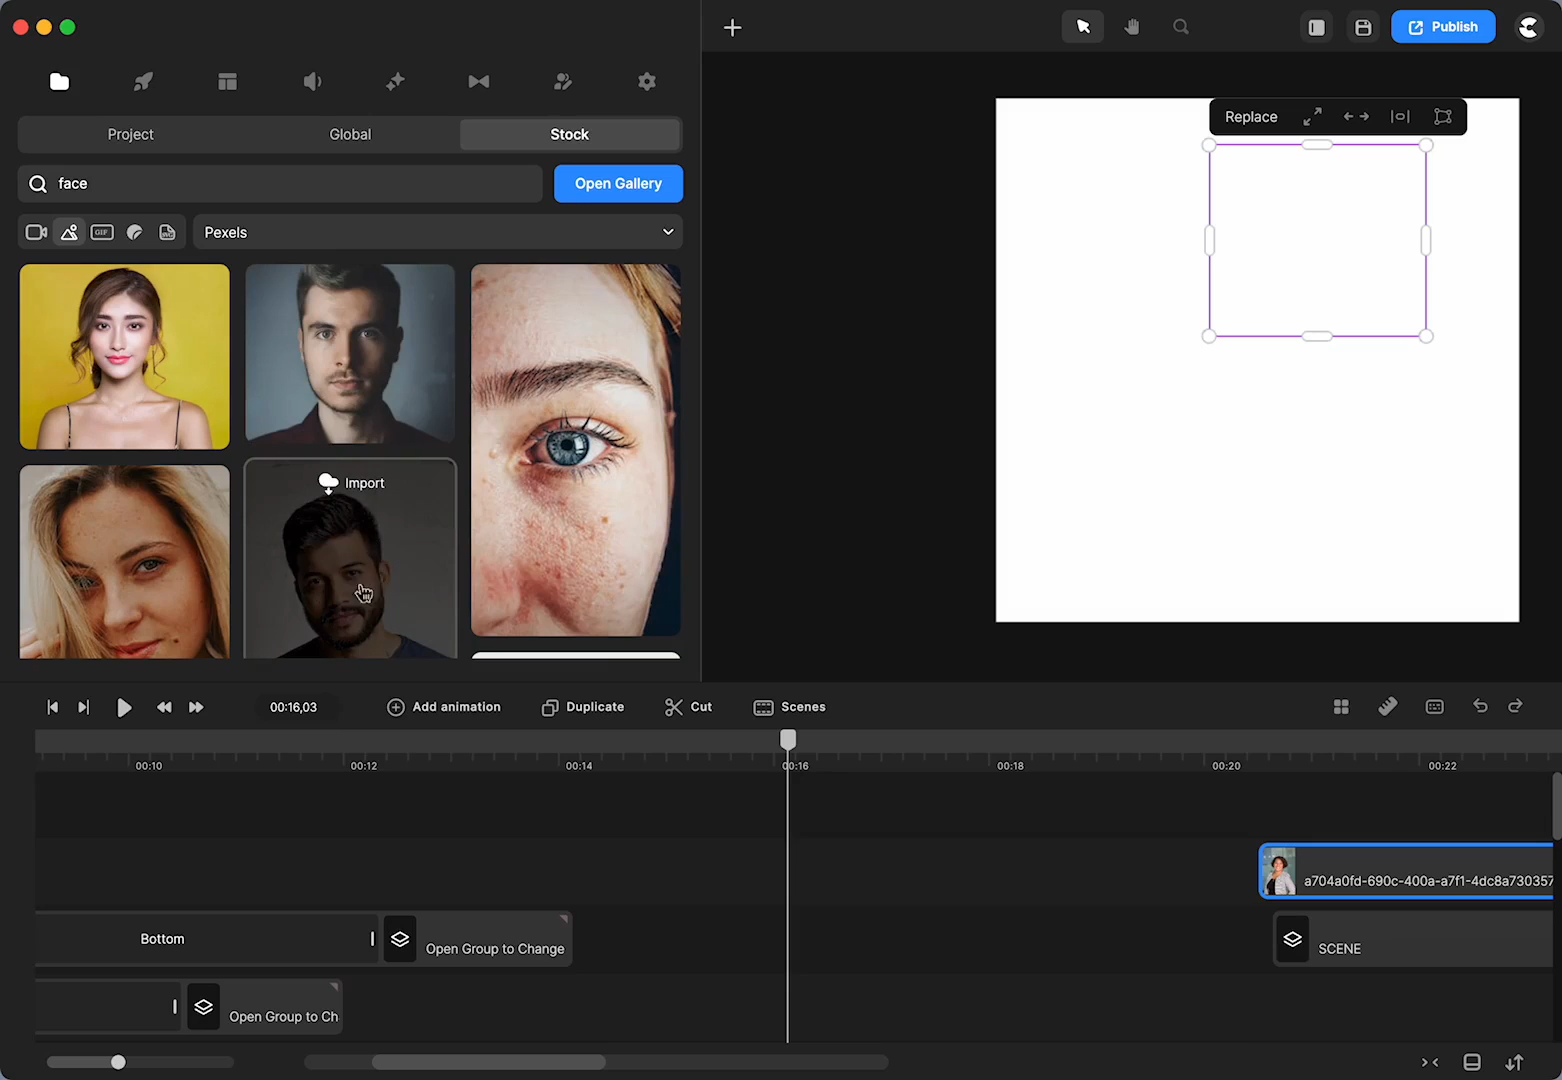 Publish
Project
Global
Stock
Replace
face
Open Gallery
GIF
Pexels
Import
00:16,03
Add animation
Duplicate
Cut
Scenes
00:10
00:12
00:14
00:16
00:18
00:20
00:22
a704a0fd-690c-400a-a7f1-4dc8a730357
Bottom
Open Group to Change
SCENE
Open Group to Ch